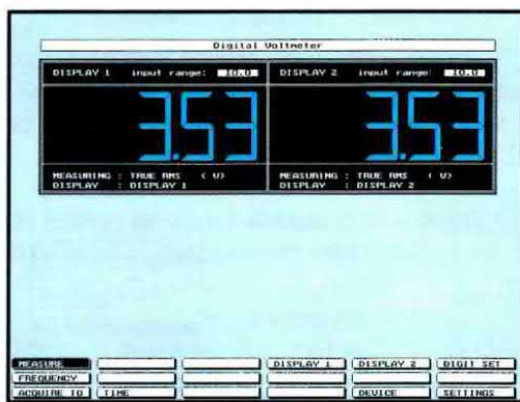 Digital Voltmeter
DISPLAY 1 input range: 10.0
DISPLAY 2 input range: 10.0
3.53
3.53
MEASURING : TRUE RMS ( V)
DISPLAY : DISPLAY 1
MEASURING : TRUE RMS ( V)
DISPLAY : DISPLAY 2
MEASURE DISPLAY 1 DISPLAY 2 DIGIT SET
FREQUENCY
ACQUIRE TO TIME DEVICE SETTINGS